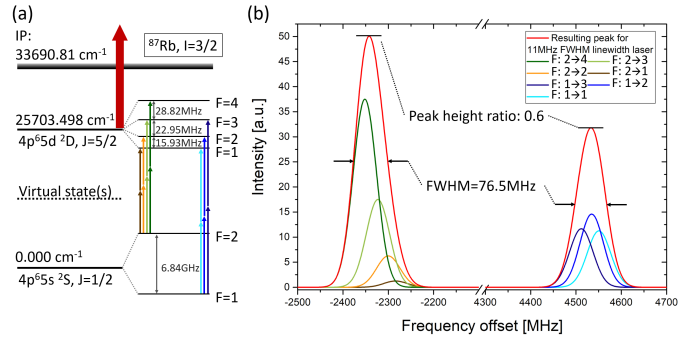 (a)
IP:
33690.81 cm⁻¹
⁸⁷Rb, I=3/2
25703.498 cm⁻¹
4p⁶5d ²D, J=5/2
F=4
28.82MHz
F=3
22.95MHz
F=2
15.93MHz
F=1
Virtual state(s)
F=2
0.000 cm⁻¹
6.84GHz
4p⁶5s ²S, J=1/2
F=1
(b)
Intensity [a.u.]
50
45
40
35
30
25
20
15
10
5
0
Resulting peak for
11MHz FWHM linewidth laser
F: 2→4
F: 2→3
F: 2→2
F: 2→1
F: 1→3
F: 1→2
F: 1→1
Peak height ratio: 0.6
FWHM=76.5MHz
-2500 -2400 -2300 -2200 4300 4400 4500 4600 4700
Frequency offset [MHz]